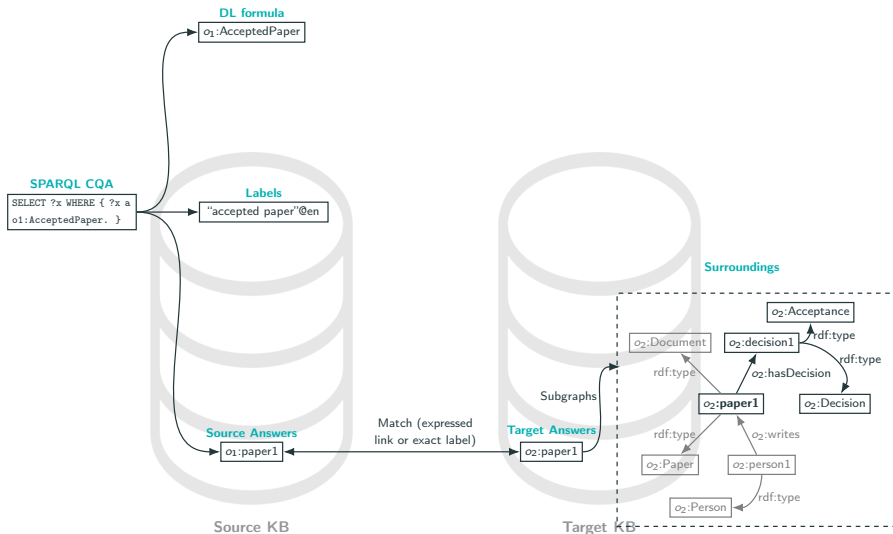 DL formula
o₁:AcceptedPaper
SPARQL CQA
SELECT ?x WHERE { ?x a
o1:AcceptedPaper. }
Labels
“accepted paper”@en
Surroundings
o₂:Acceptance
rdf:type
o₂:Document
o₂:decision1
rdf:type
rdf:type
o₂:hasDecision
Subgraphs
o₂:paper1
o₂:Decision
Source Answers
o₁:paper1
Match (expressed
link or exact label)
Target Answers
o₂:paper1
rdf:type
o₂:writes
o₂:Paper
o₂:person1
rdf:type
o₂:Person
Source KB
Target KB